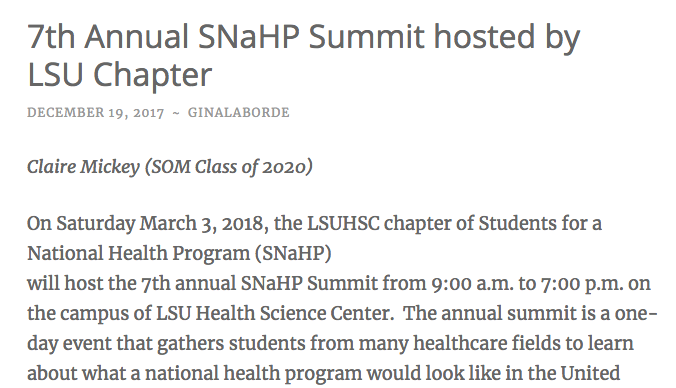 7th Annual SNaHP Summit hosted by
LSU Chapter
DECEMBER 19, 2017 ~ GINALABORDE
Claire Mickey (SOM Class of 2020)
On Saturday March 3, 2018, the LSUHSC chapter of Students for a
National Health Program (SNaHP)
will host the 7th annual SNaHP Summit from 9:00 a.m. to 7:00 p.m. on
the campus of LSU Health Science Center.  The annual summit is a one-
day event that gathers students from many healthcare fields to learn
about what a national health program would look like in the United